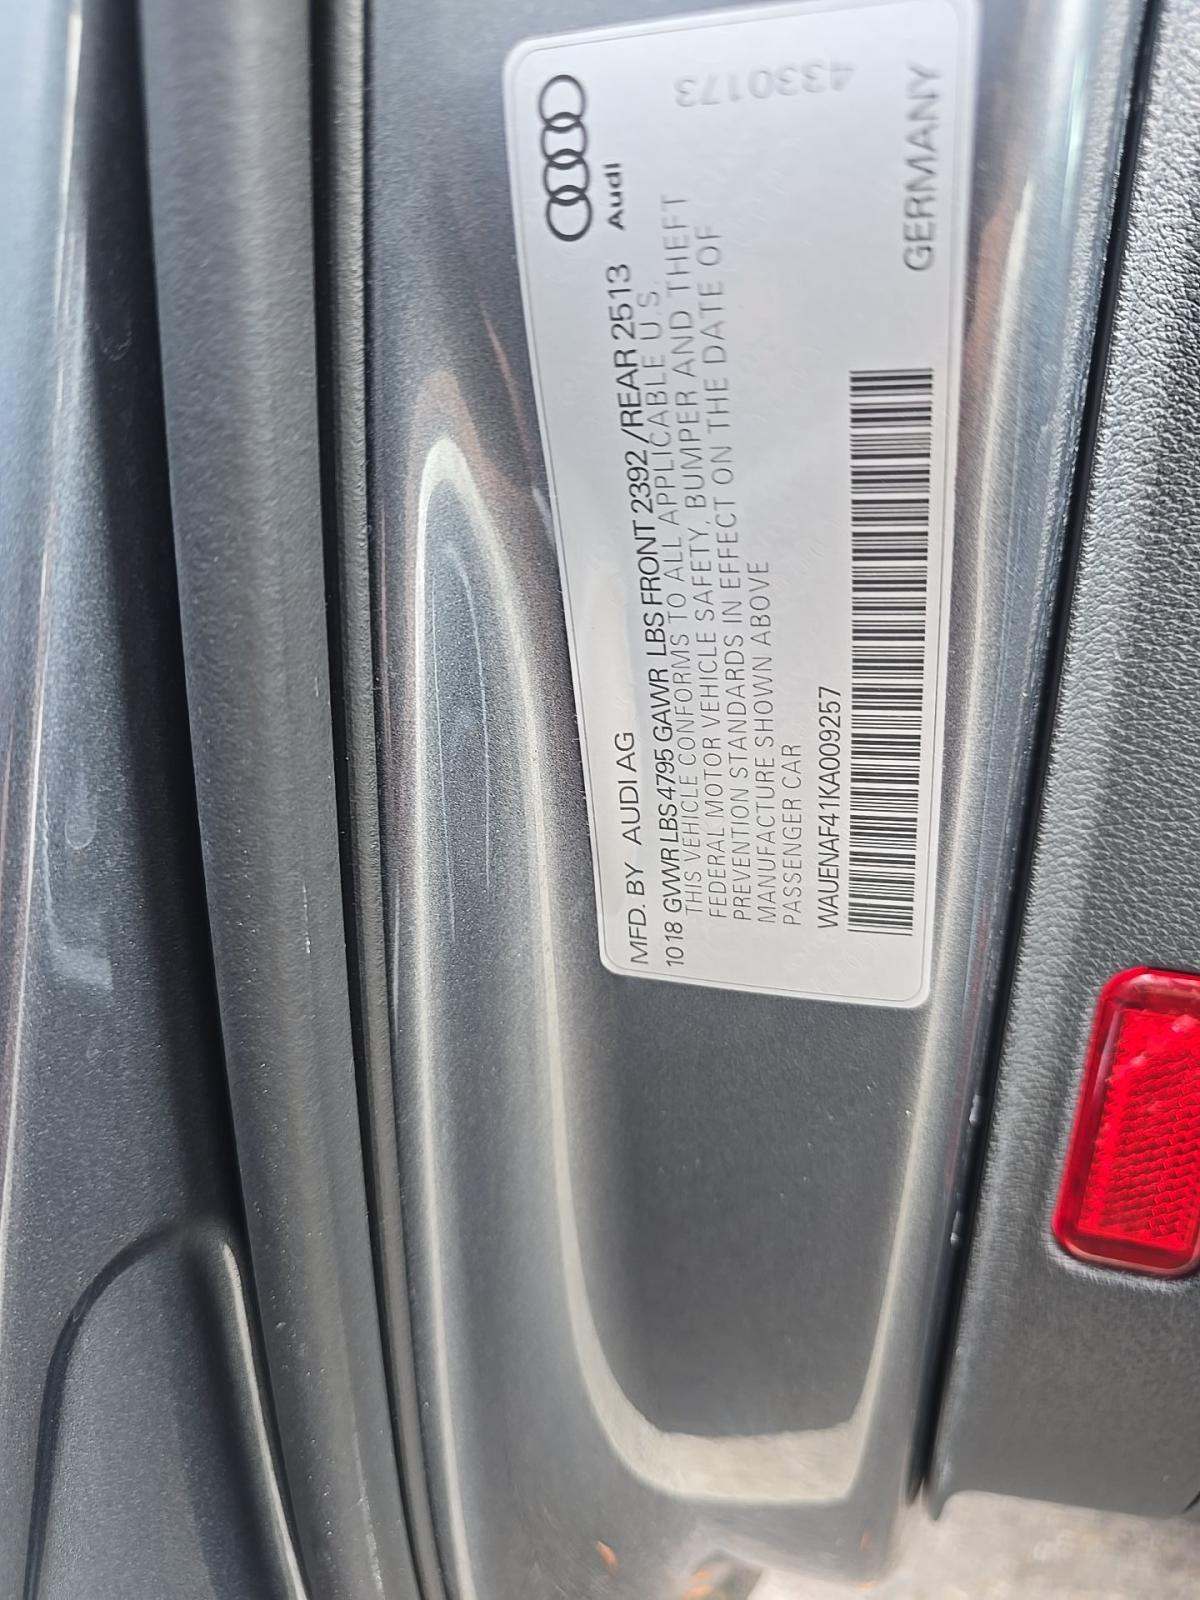 Audi
MFD. BY AUDI AG
1018 GVWR LBS 4795 GAWR LBS FRONT 2392 /REAR 2513
THIS VEHICLE CONFORMS TO ALL APPLICABLE U.S.
FEDERAL MOTOR VEHICLE SAFETY, BUMPER AND THEFT
PREVENTION STANDARDS IN EFFECT ON THE DATE OF
MANUFACTURE SHOWN ABOVE
PASSENGER CAR
WAUENAF41KA009257
GERMANY
4330173